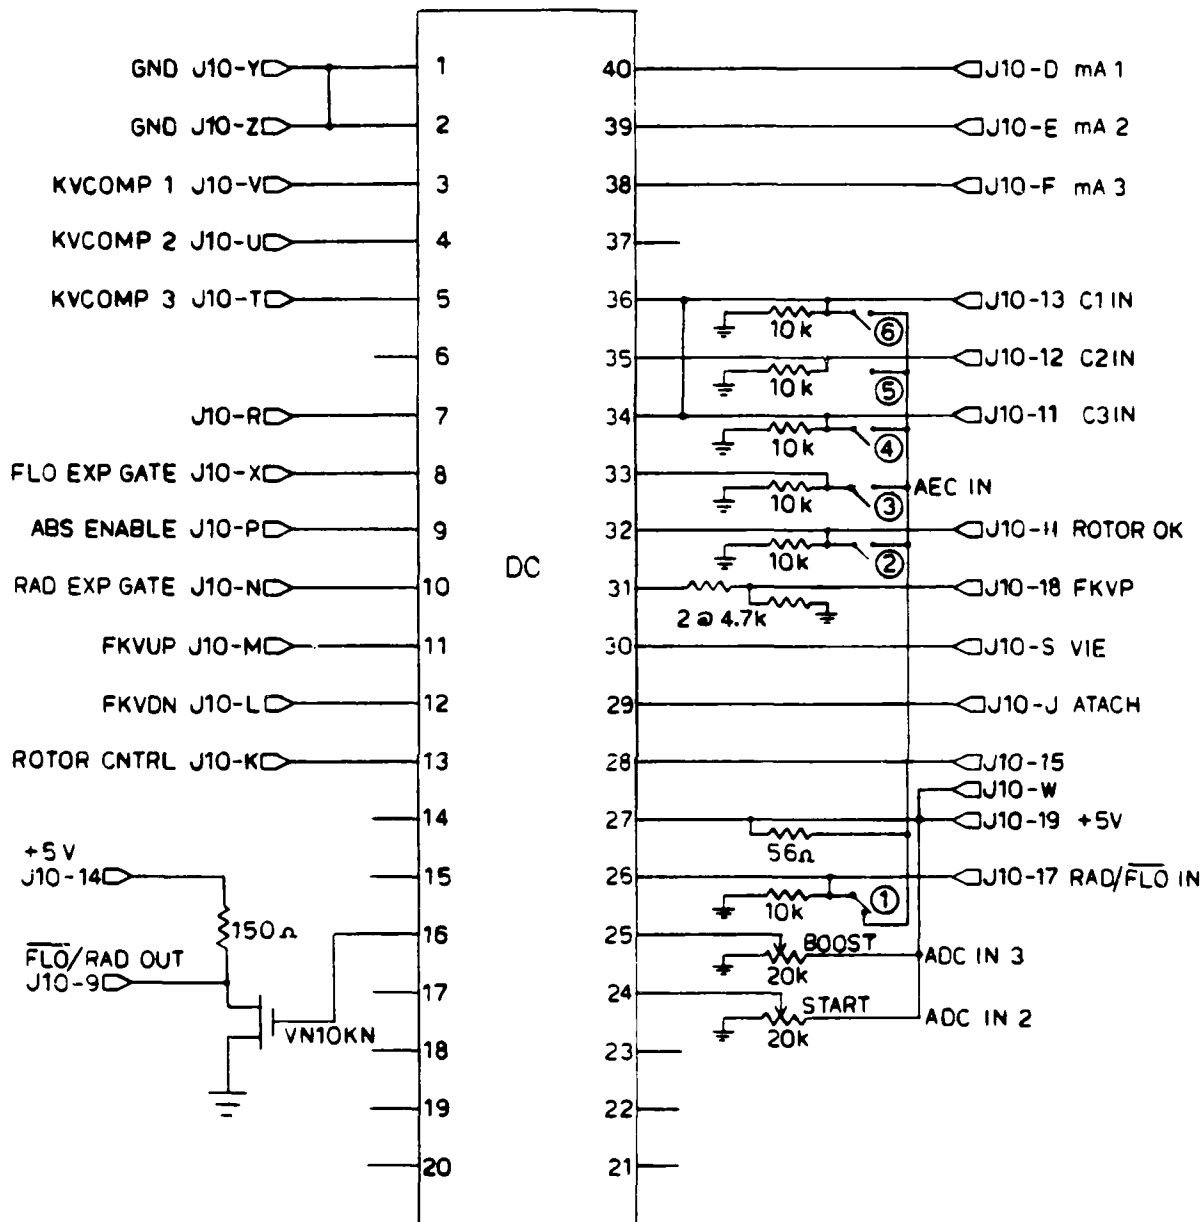 GND J10-Y 1 40 J10-D mA 1
GND J10-Z 2 39 J10-E mA 2
KVCOMP 1 J10-V 3 38 J10-F mA 3
KVCOMP 2 J10-U 4 37
KVCOMP 3 J10-T 5 36 J10-13 C1 IN
10k 6
6 35 J10-12 C2 IN
10k 5
J10-R 7 34 J10-11 C3 IN
10k 4
FLO EXP GATE J10-X 8 33
10k 3 AEC IN
ABS ENABLE J10-P 9 32 J10-H ROTOR OK
10k 2
DC
RAD EXP GATE J10-N 10 31 J10-18 FKVP
2 @ 4.7k
FKVUP J10-M 11 30 J10-S VIE
FKVDN J10-L 12 29 J10-J ATACH
ROTOR CNTRL J10-K 13 28 J10-15
J10-W
14 27 J10-19 +5V
56Ω
+5V
J10-14 15 26 J10-17 RAD/F̅L̅O̅ IN
10k 1
150Ω 16 25 BOOST
F̅L̅O̅/RAD OUT
J10-9
20k ADC IN 3
17 24 START
VN10KN 20k ADC IN 2
18 23
19 22
20 21